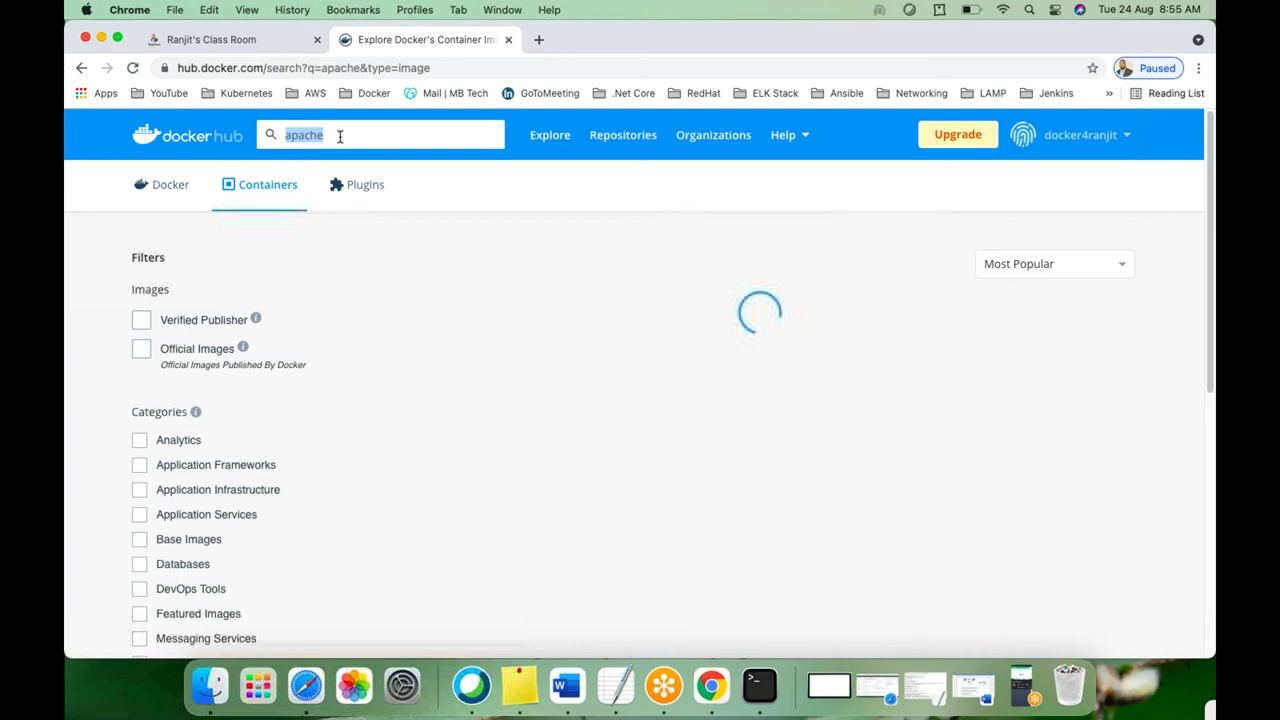 Chrome File Edit View History Bookmarks Profiles Tab Window Help Tue 24 Aug 8:55 AM
Ranjit's Class Room Explore Docker's Container Im
hub.docker.com/search?q=apache&type=image Paused
Apps YouTube Kubernetes AWS Docker Mail | MB Tech GoToMeeting .Net Core RedHat ELK Stack Ansible Networking LAMP Jenkins » Reading List
dockerhub apache Explore Repositories Organizations Help Upgrade docker4ranjit
Docker Containers Plugins
Filters Most Popular
Images
Verified Publisher
Official Images
Official Images Published By Docker
Categories
Analytics
Application Frameworks
Application Infrastructure
Application Services
Base Images
Databases
DevOps Tools
Featured Images
Messaging Services